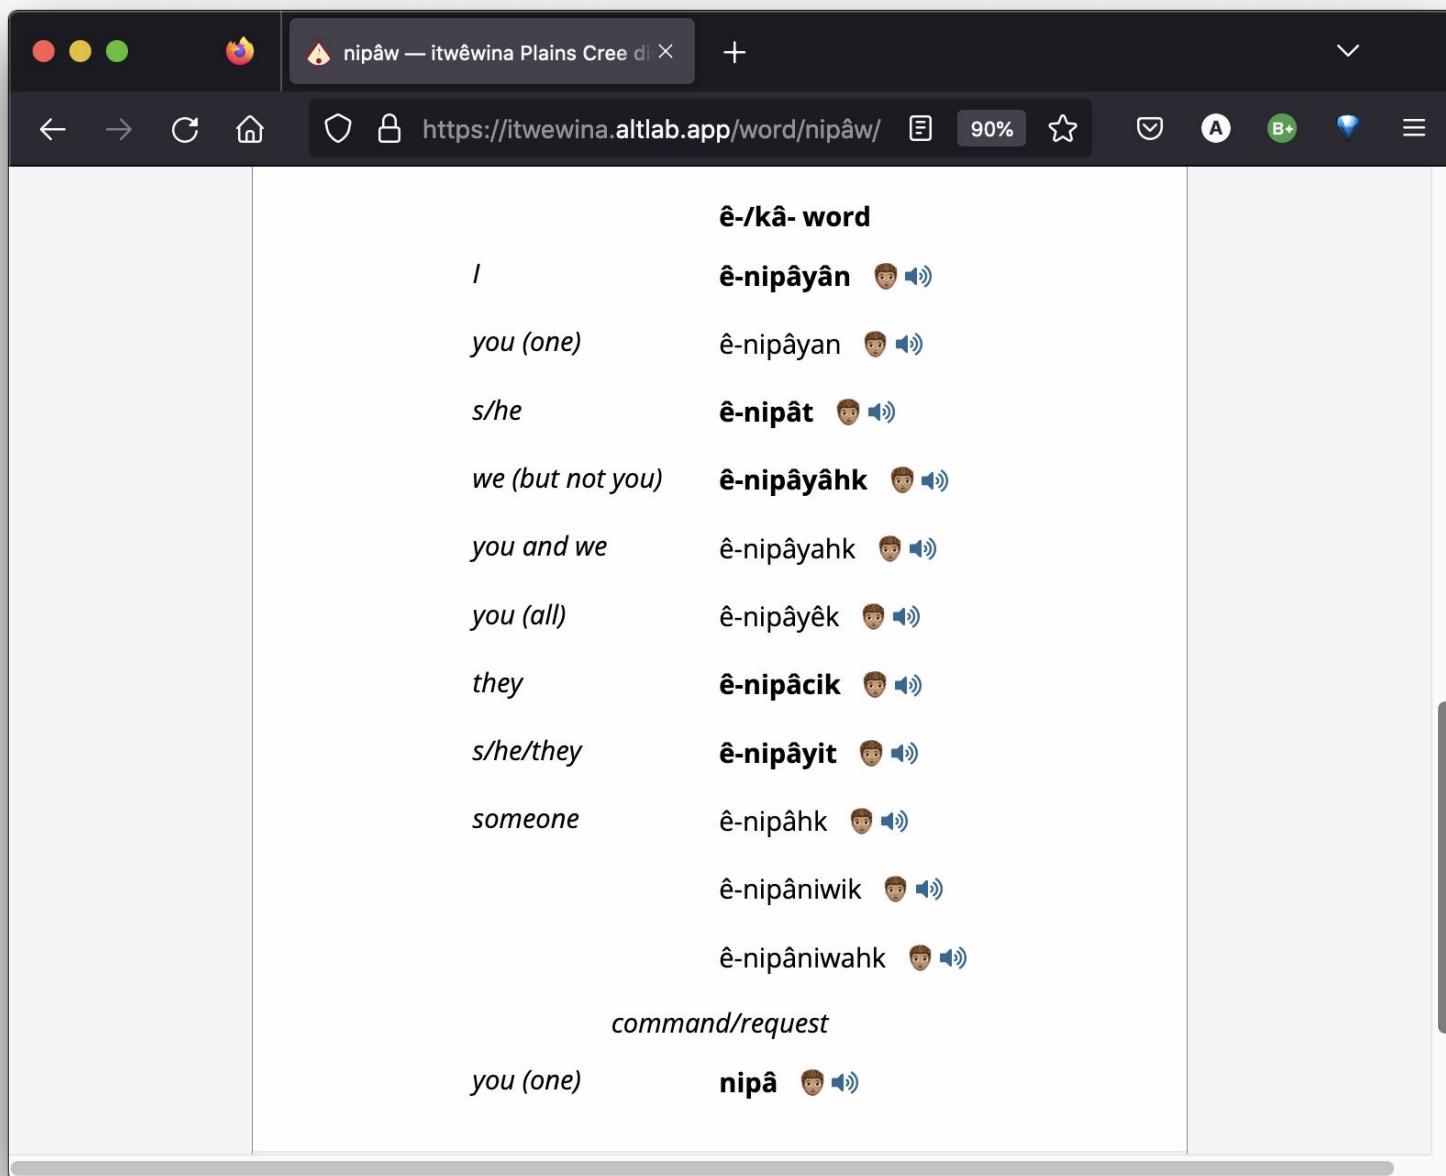 nipâw — itwêwina Plains Cree di
https://itwewina.altlab.app/word/nipâw/ 90% A B+
ê-/kâ- word
I ê-nipâyân
you (one) ê-nipâyan
s/he ê-nipât
we (but not you) ê-nipâyâhk
you and we ê-nipâyahk
you (all) ê-nipâyêk
they ê-nipâcik
s/he/they ê-nipâyit
someone ê-nipâhk
ê-nipâniwik
ê-nipâniwahk
command/request
you (one) nipâ